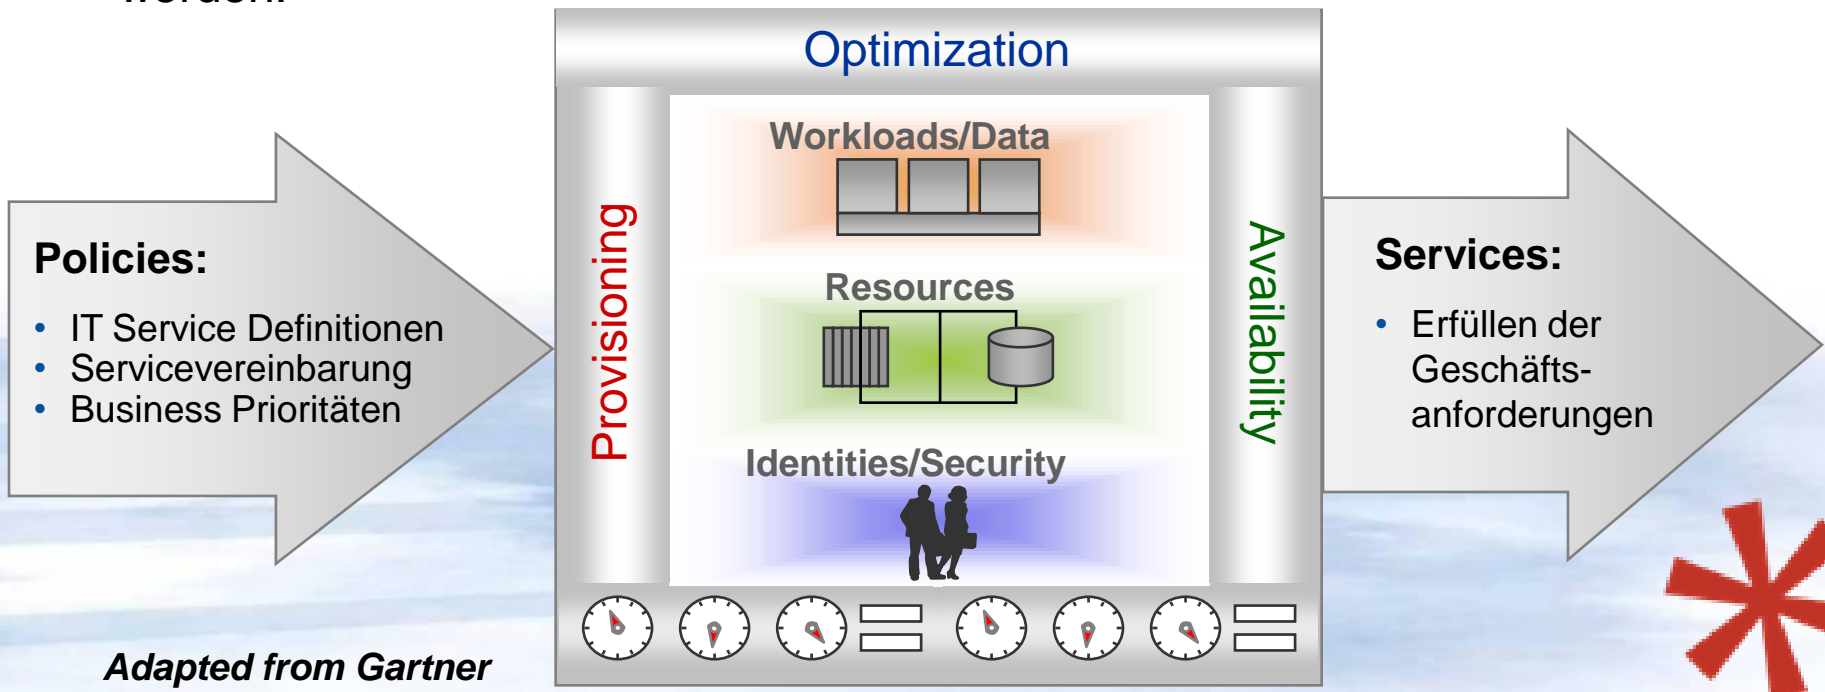 werden.
Optimization
Workloads/Data
Provisioning
Availability
Policies:
• IT Service Definitionen
• Servicevereinbarung
• Business Prioritäten
Resources
Identities/Security
Services:
• Erfüllen der
Geschäfts-
anforderungen
Adapted from Gartner